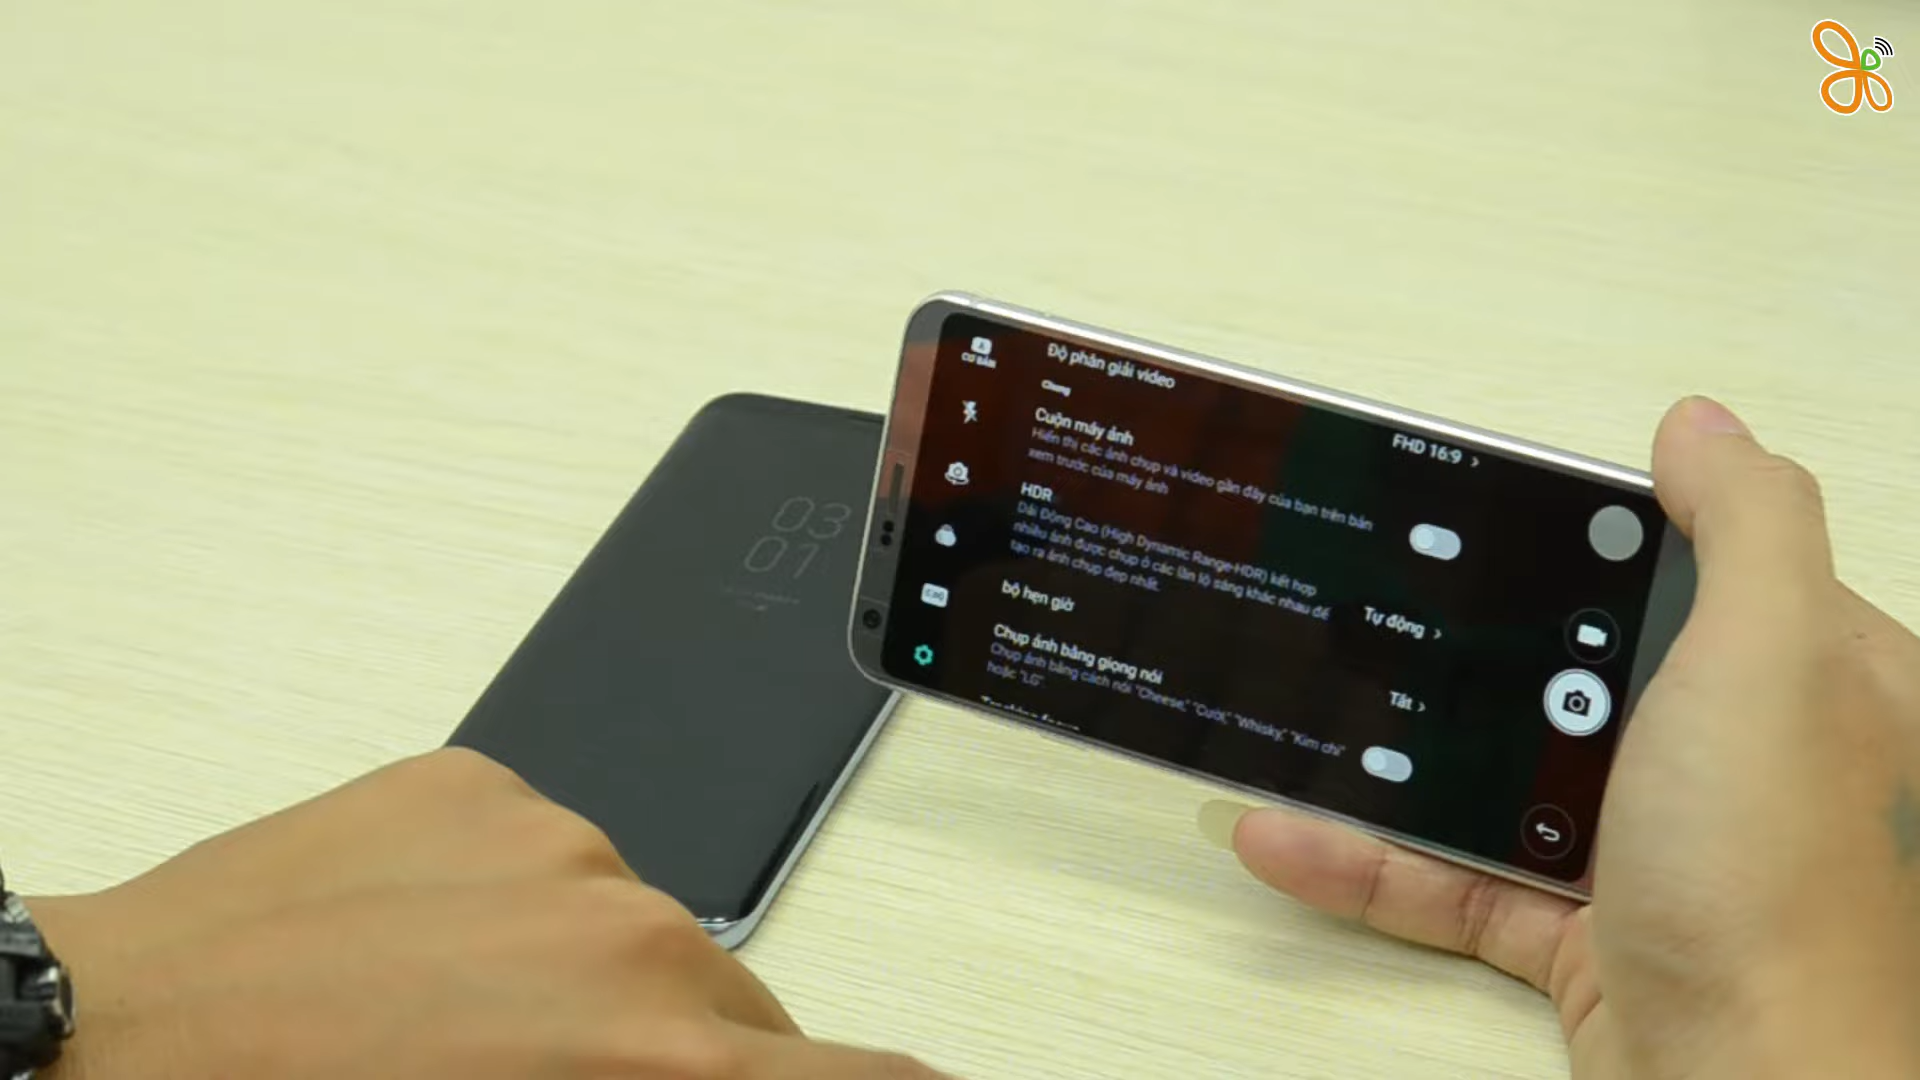 03
01
CƠ BẢN
Độ phân giải video
FHD 16:9 >
Chung
Cuộn máy ảnh
Hiển thị các ảnh chụp và video gần đây của bạn trên bản
xem trước của máy ảnh
HDR
Dải Động Cao (High Dynamic Range-HDR) kết hợp
nhiều ảnh được chụp ở các lần lộ sáng khác nhau để
tạo ra ảnh chụp đẹp nhất.
Tự động >
bộ hẹn giờ
Tắt >
Chụp ảnh bằng giọng nói
Chụp ảnh bằng cách nói "Cheese," "Cười," "Whisky," "Kim chi"
hoặc "LG".